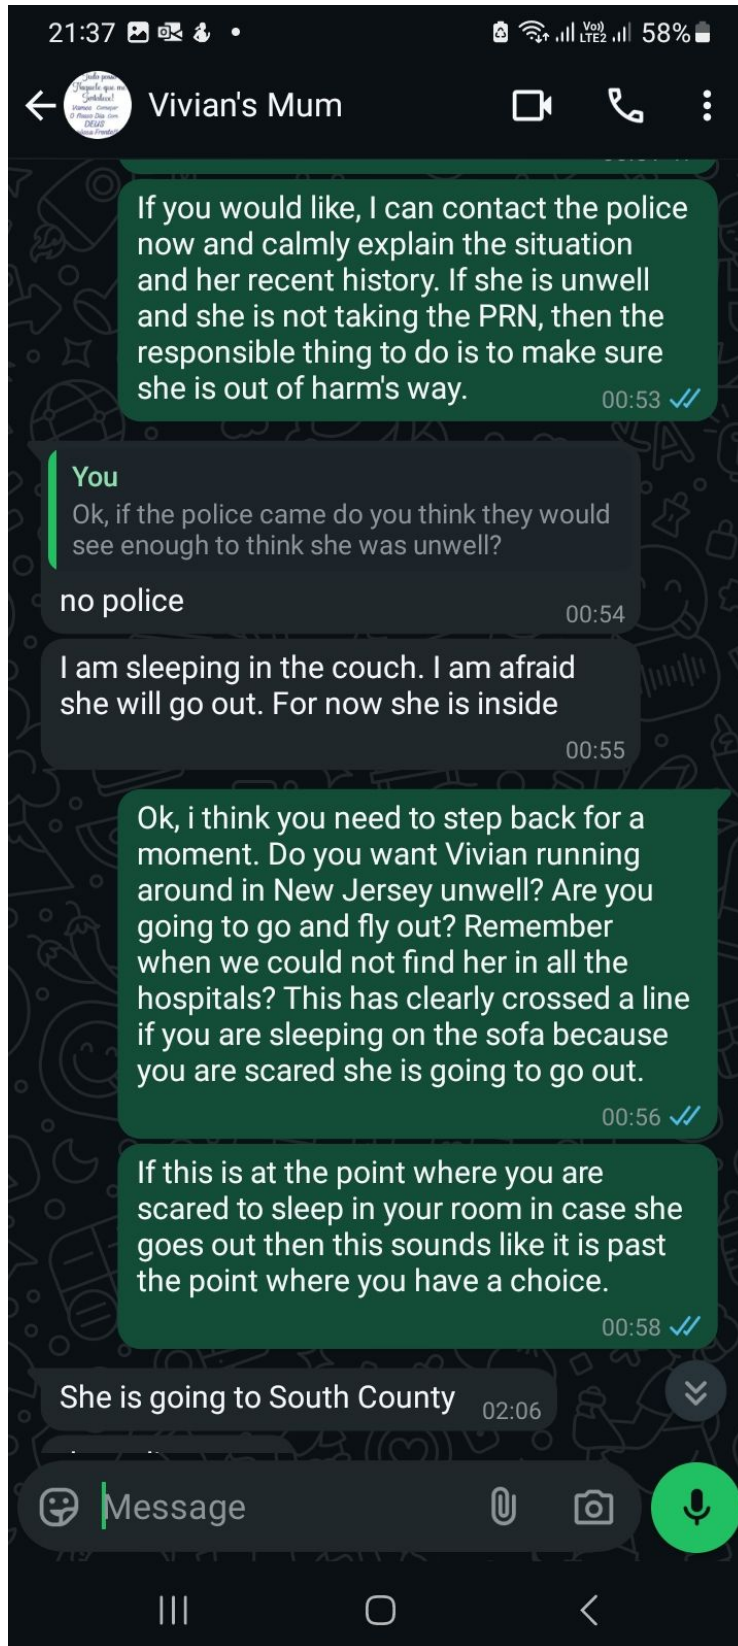 21:37
LTE2 58%
Vivian's Mum
If you would like, I can contact the police
now and calmly explain the situation
and her recent history. If she is unwell
and she is not taking the PRN, then the
responsible thing to do is to make sure
she is out of harm's way.
00:53
You
Ok, if the police came do you think they would
see enough to think she was unwell?
no police
00:54
I am sleeping in the couch. I am afraid
she will go out. For now she is inside
00:55
Ok, i think you need to step back for a
moment. Do you want Vivian running
around in New Jersey unwell? Are you
going to go and fly out? Remember
when we could not find her in all the
hospitals? This has clearly crossed a line
if you are sleeping on the sofa because
you are scared she is going to go out.
00:56
If this is at the point where you are
scared to sleep in your room in case she
goes out then this sounds like it is past
the point where you have a choice.
00:58
She is going to South County 02:06
Message